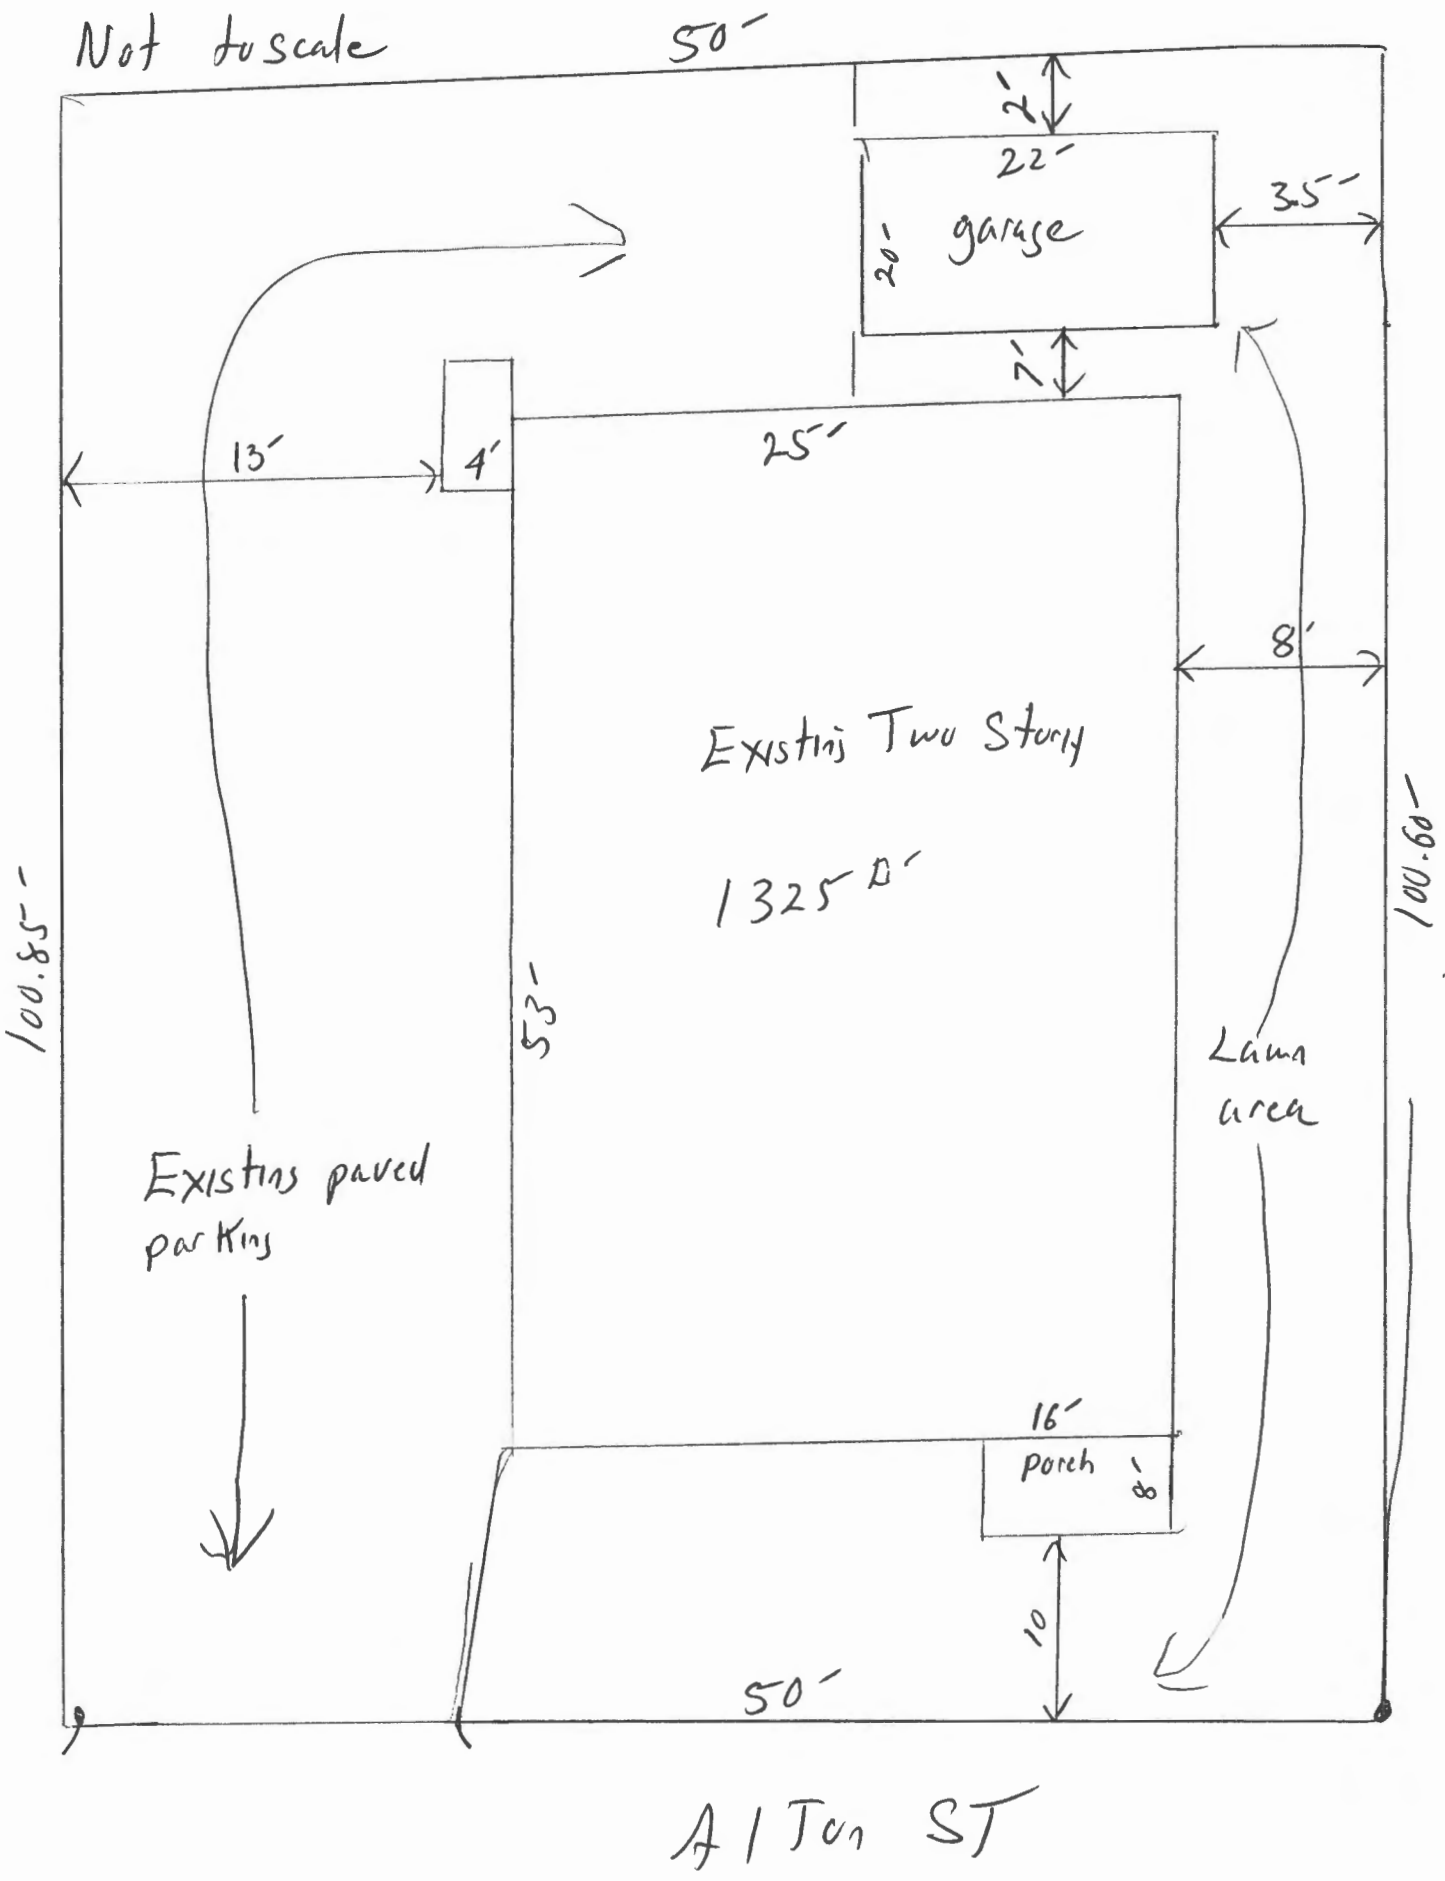 Not to scale
50'
2'
22'
garage
20'
3.5'
7'
25'
13'
4'
8'
Existing Two Story
1325 □'
100.85'
100.60'
53'
Lawn
area
Existing paved
parking
16'
porch
8'
10
50'
Alton ST